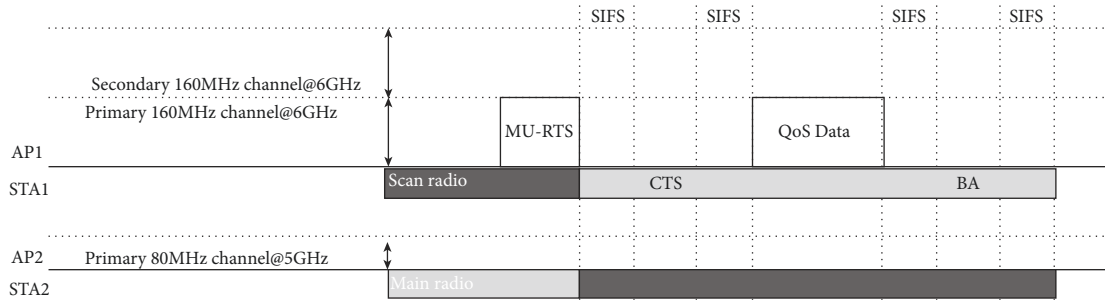 SIFS SIFS SIFS SIFS
Secondary 160MHz channel@6GHz
Primary 160MHz channel@6GHz
MU-RTS QoS Data
AP1
Scan radio CTS BA
STA1
AP2 Primary 80MHz channel@5GHz
Main radio
STA2